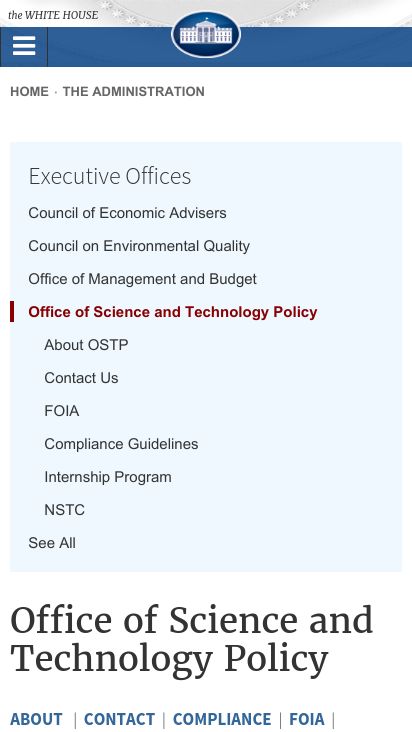 the WHITE HOUSE
HOME · THE ADMINISTRATION
Executive Offices
Council of Economic Advisers
Council on Environmental Quality
Office of Management and Budget
Office of Science and Technology Policy
About OSTP
Contact Us
FOIA
Compliance Guidelines
Internship Program
NSTC
See All
Office of Science and
Technology Policy
ABOUT | CONTACT | COMPLIANCE | FOIA |